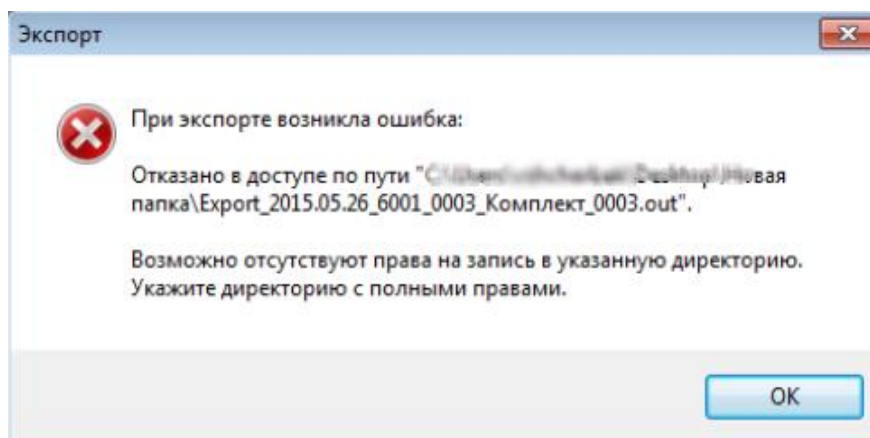 Экспорт
При экспорте возникла ошибка:
Отказано в доступе по пути "
папка\Export_2015.05.26_6001_0003_Комплект_0003.out".
Возможно отсутствуют права на запись в указанную директорию.
Укажите директорию с полными правами.
OK